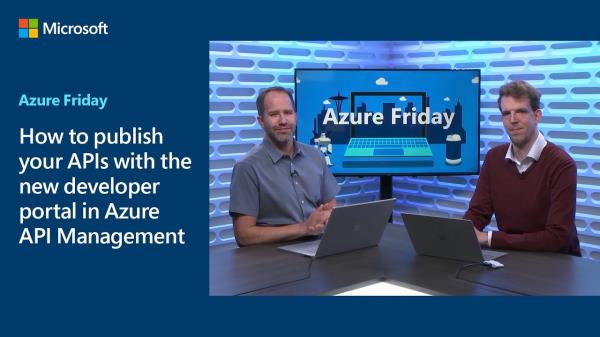 Microsoft
Azure Friday
How to publish
your APIs with the
new developer
portal in Azure
API Management
Azure Friday